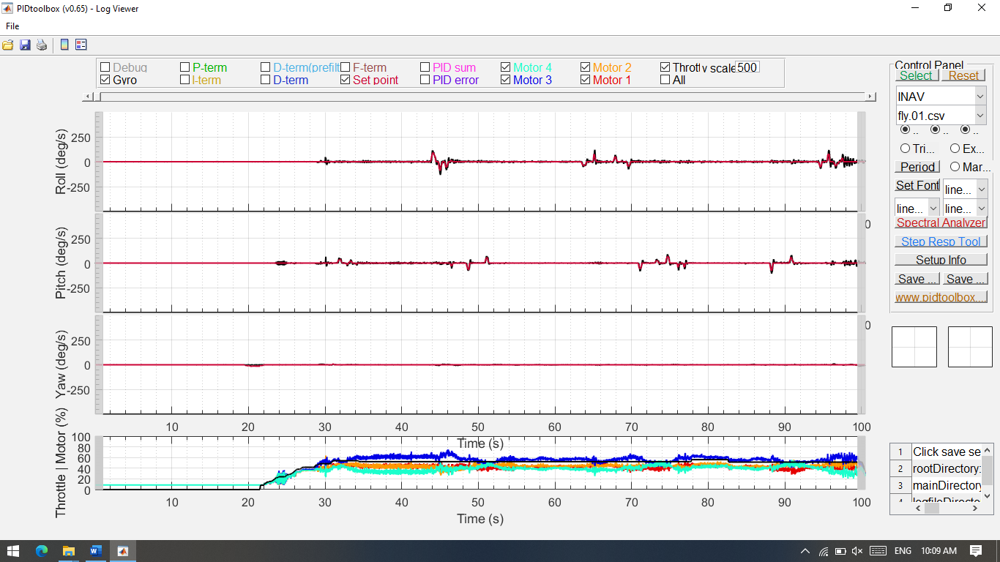 PIDtoolbox (v0.65) - Log Viewer
File
Debug P-term D-term(prefilt F-term PID sum Motor 4 Motor 2 Thrott y scale 500
Gyro I-term D-term Set point PID error Motor 3 Motor 1 All
Control Panel
Select Reset
INAV
fly.01.csv
.. .. ..
Tri... Ex...
Period Mar...
Set Font line...
line... line...
Spectral Analyzer
Step Resp Tool
Setup Info
Save ... Save ...
www.pidtoolbox....
Roll (deg/s)
250
0
-250
Pitch (deg/s)
250
0
-250
0
Yaw (deg/s)
250
0
-250
0
10 20 30 40 50 60 70 80 90 100
Time (s)
Throttle | Motor (%)
100
80
60
40
20
0
10 20 30 40 50 60 70 80 90 100
Time (s)
1 Click save se
2 rootDirectory:
3 mainDirectory
4 logfileDirecto
ENG 10:09 AM